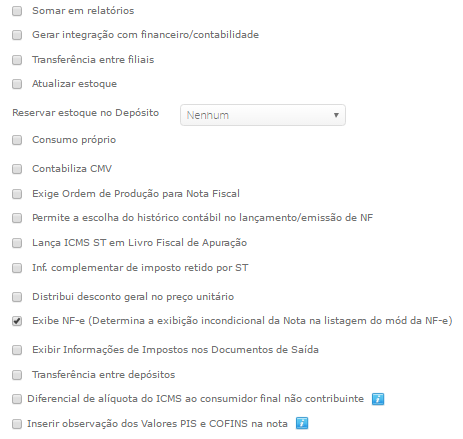 Somar em relatórios
Gerar integração com financeiro/contabilidade
Transferência entre filiais
Atualizar estoque
Reservar estoque no Depósito Nenhum
Consumo próprio
Contabiliza CMV
Exige Ordem de Produção para Nota Fiscal
Permite a escolha do histórico contábil no lançamento/emissão de NF
Lança ICMS ST em Livro Fiscal de Apuração
Inf. complementar de imposto retido por ST
Distribui desconto geral no preço unitário
Exibe NF-e (Determina a exibição incondicional da Nota na listagem do mód da NF-e)
Exibir Informações de Impostos nos Documentos de Saída
Transferência entre depósitos
Diferencial de alíquota do ICMS ao consumidor final não contribuinte i
Inserir observação dos Valores PIS e COFINS na nota i